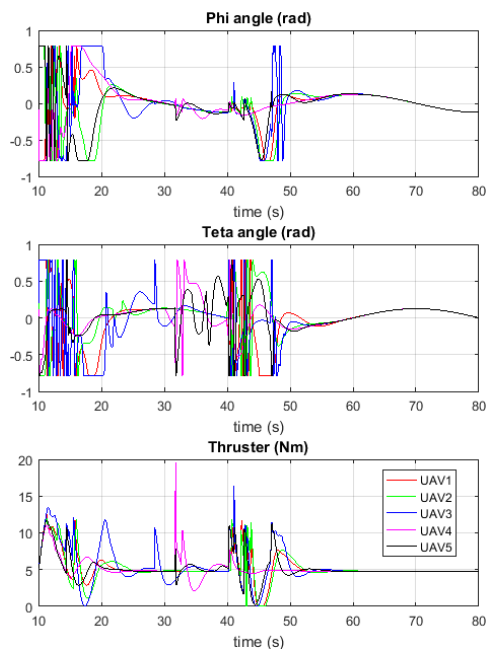 Phi angle (rad)
1
0.5
0
-0.5
-1
10 20 30 40 50 60 70 80
time (s)
Teta angle (rad)
1
0.5
0
-0.5
-1
10 20 30 40 50 60 70 80
time (s)
Thruster (Nm)
20
15
10
5
0
UAV1
UAV2
UAV3
UAV4
UAV5
10 20 30 40 50 60 70 80
time (s)